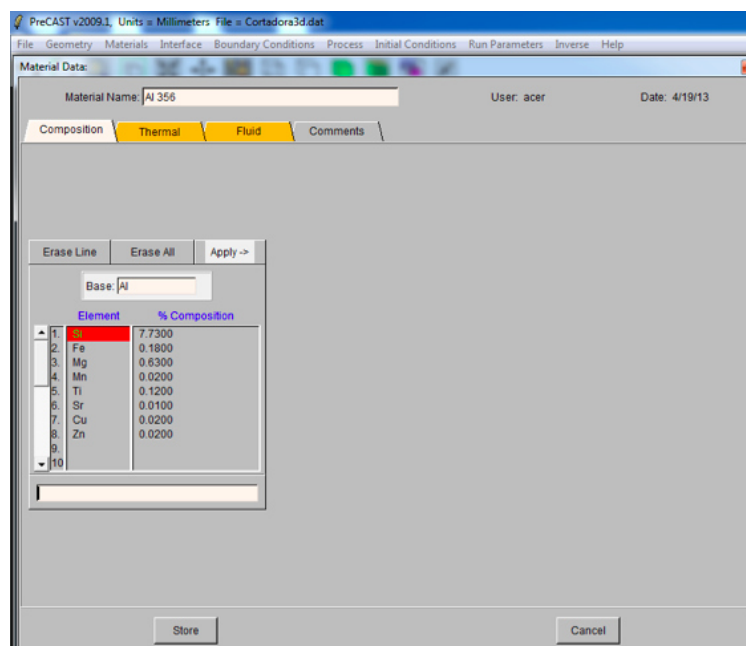 PreCAST v2009.1, Units = Millimeters File = Cortadora3d.dat
File Geometry Materials Interface Boundary Conditions Process Initial Conditions Run Parameters Inverse Help
Material Data:
Material Name: Al 356 User: acer Date: 4/19/13
Composition Thermal Fluid Comments
Erase Line Erase All Apply ->
Base: Al
Element % Composition
1. Si 7.7300
2. Fe 0.1800
3. Mg 0.6300
4. Mn 0.0200
5. Ti 0.1200
6. Sr 0.0100
7. Cu 0.0200
8. Zn 0.0200
9.
10
Store Cancel